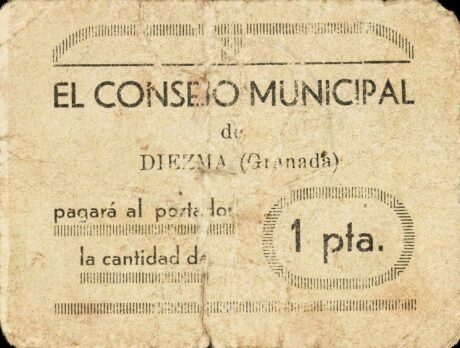 EL CONSEJO MUNICIPAL
de
DIEZMA (Granada)
pagará al portador
la cantidad de
1 pta.